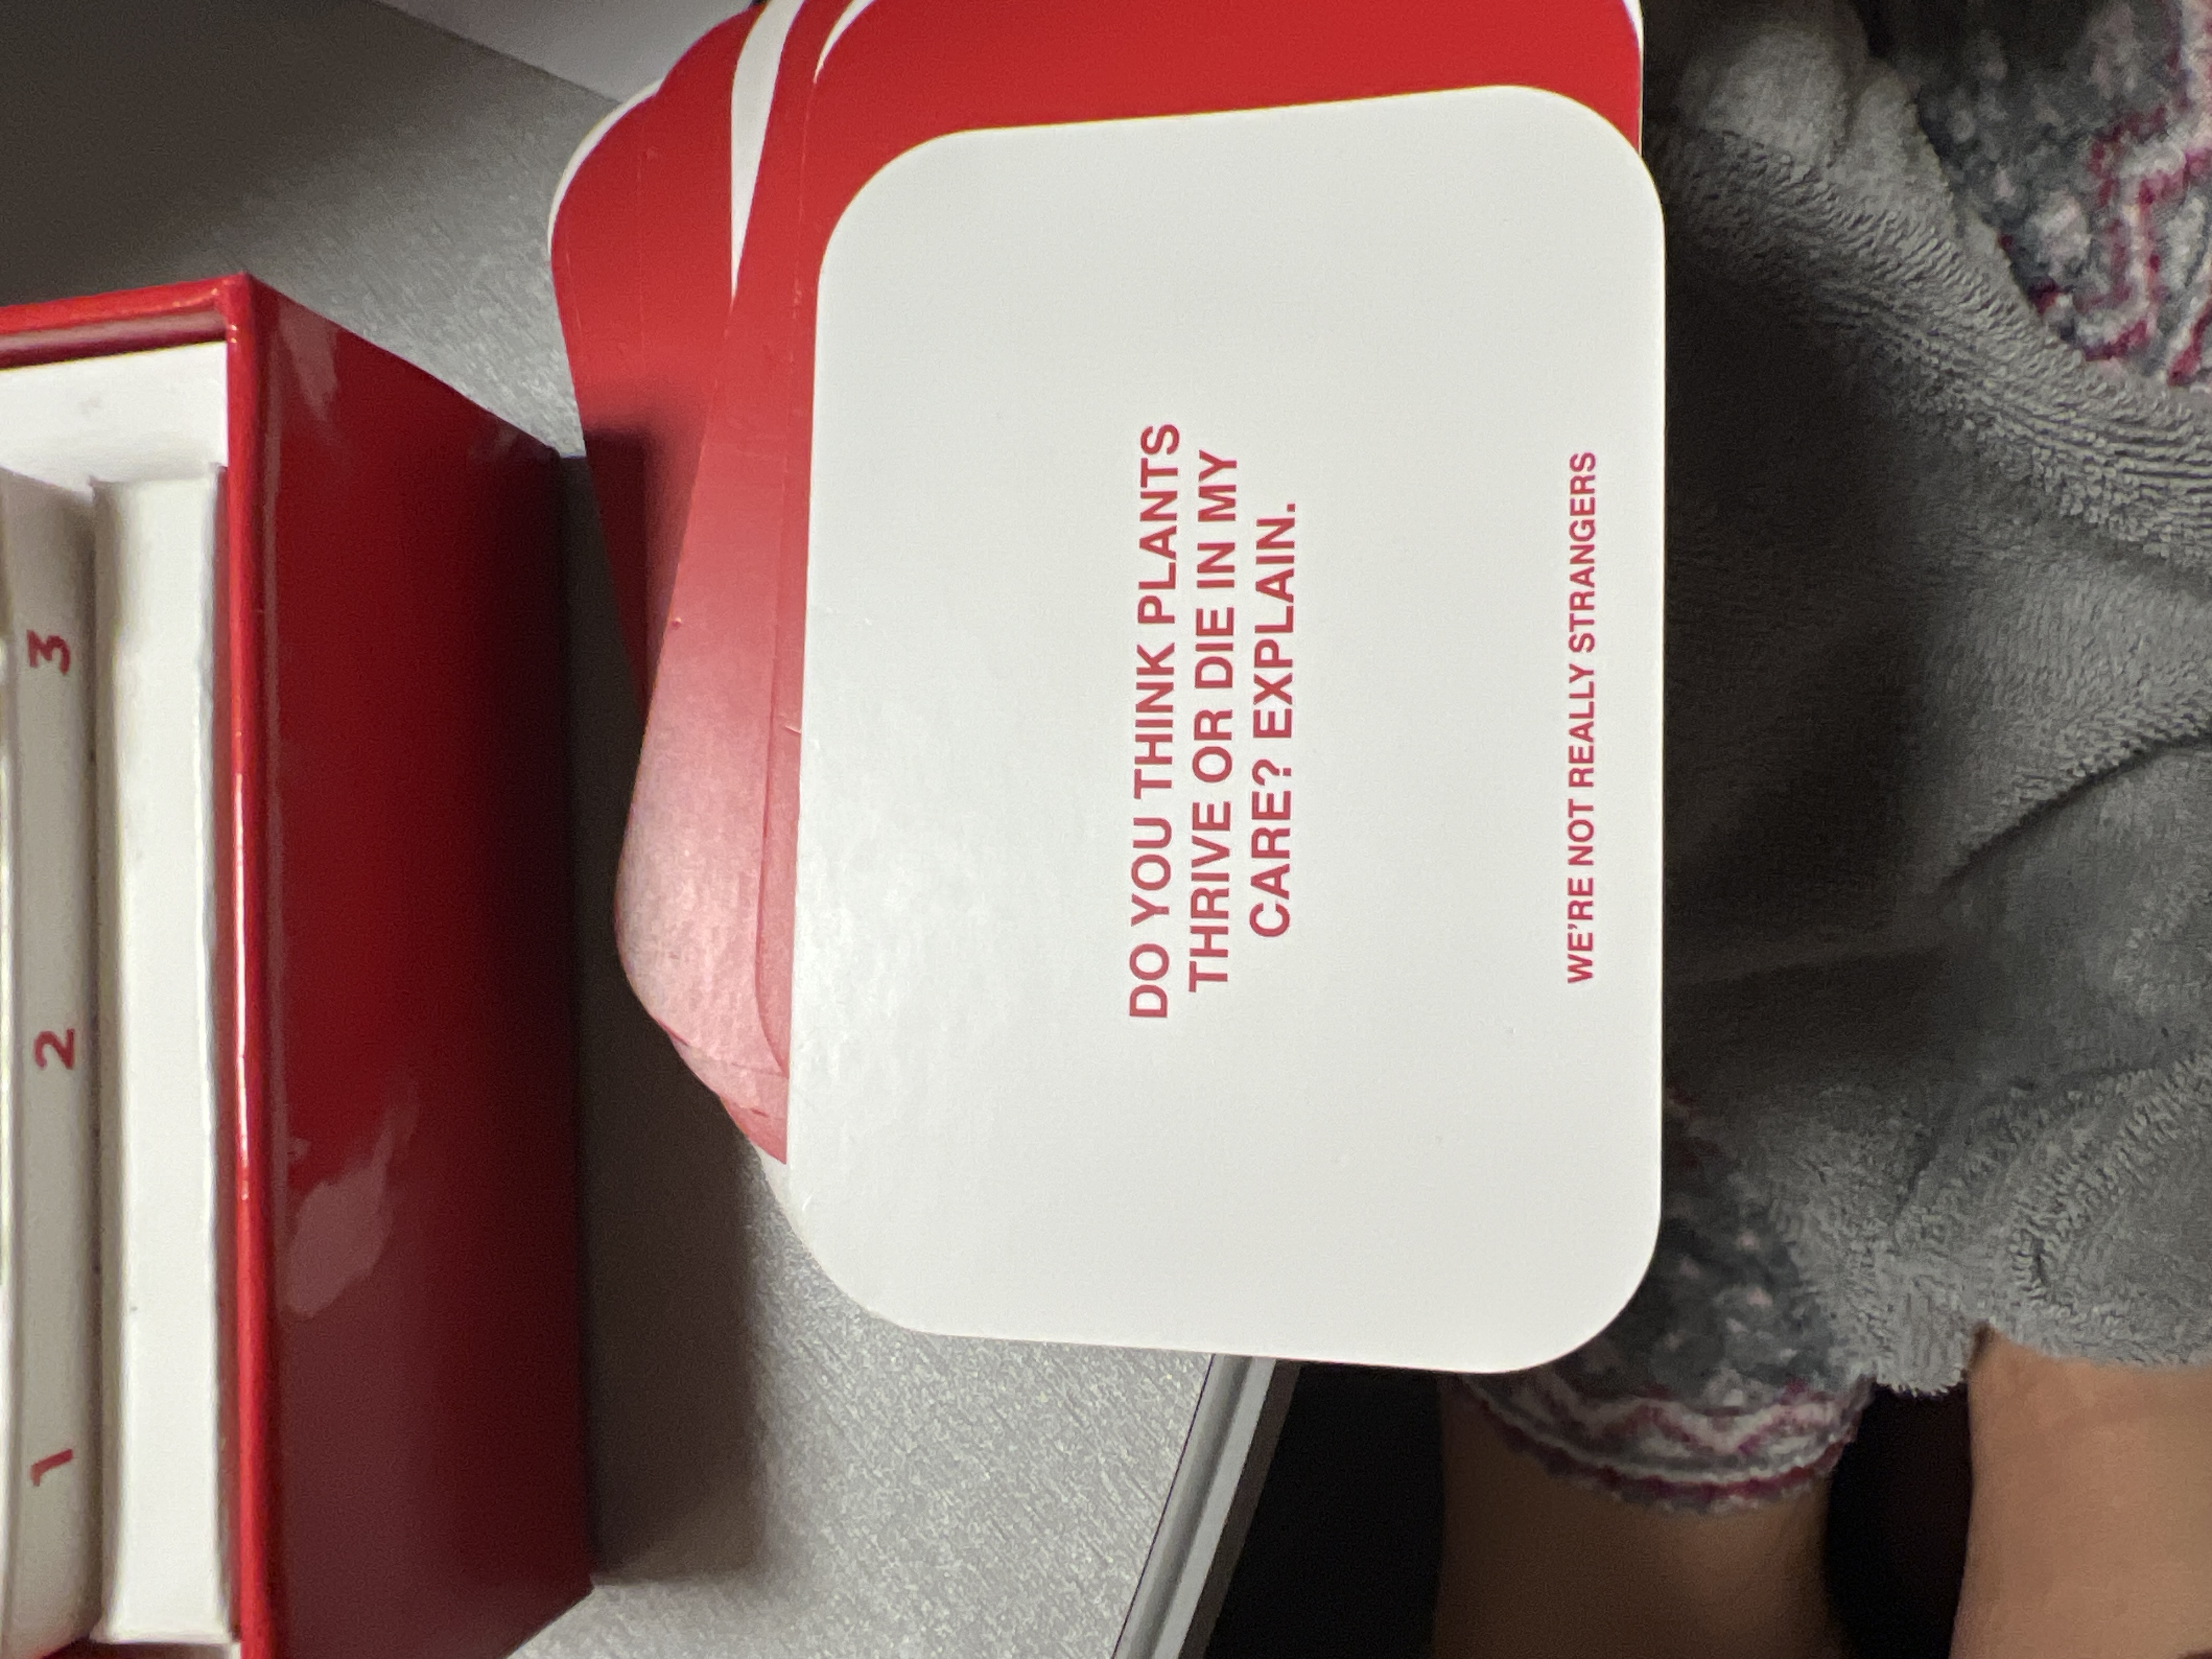 DO YOU THINK PLANTS
THRIVE OR DIE IN MY
CARE? EXPLAIN.
WE'RE NOT REALLY STRANGERS
1 2 3